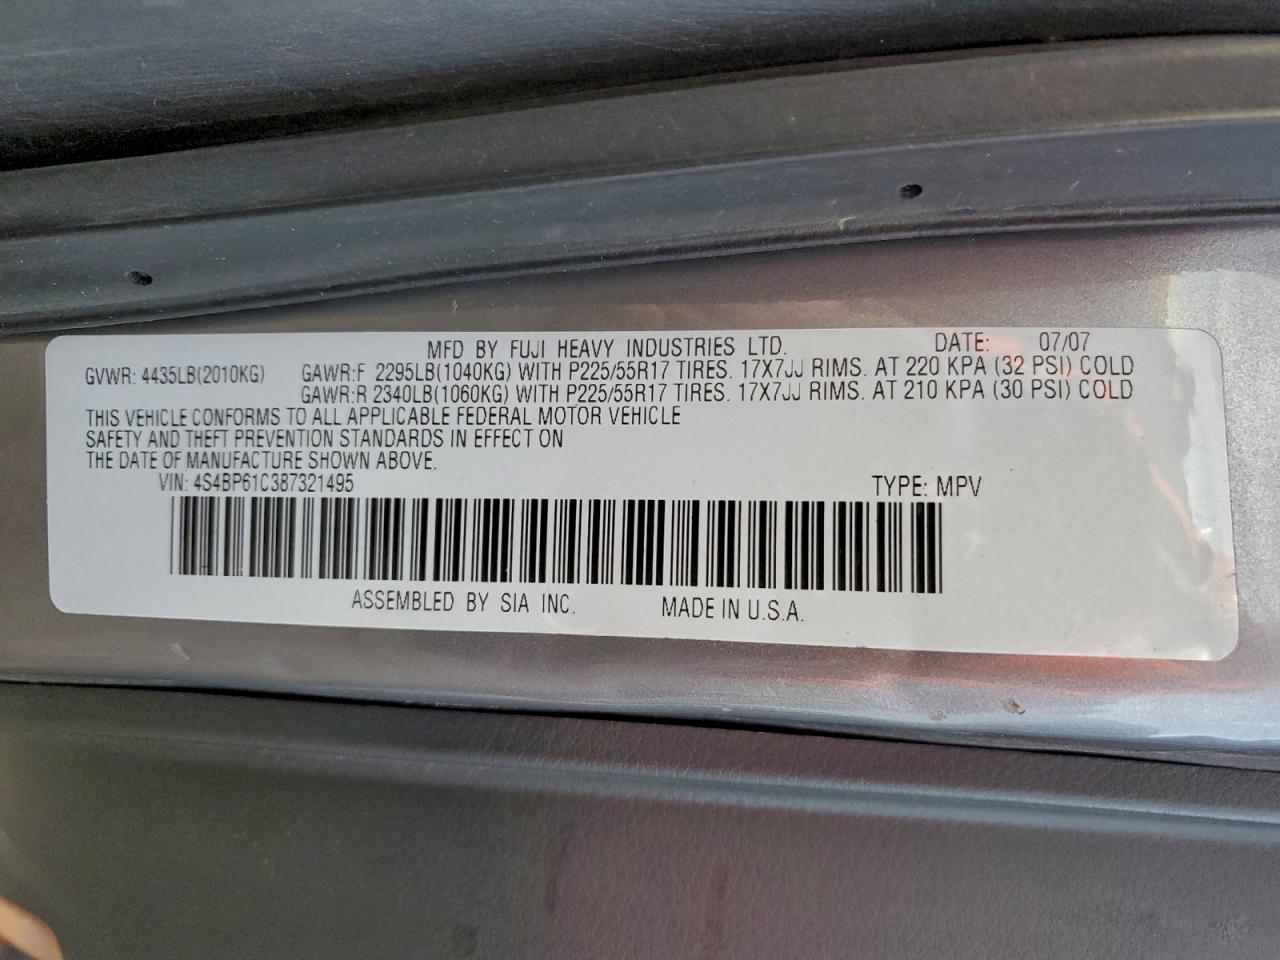 MFD BY FUJI HEAVY INDUSTRIES LTD. DATE: 07/07
GVWR: 4435LB(2010KG) GAWR:F 2295LB(1040KG) WITH P225/55R17 TIRES. 17X7JJ RIMS. AT 220 KPA (32 PSI) COLD
GAWR:R 2340LB(1060KG) WITH P225/55R17 TIRES. 17X7JJ RIMS. AT 210 KPA (30 PSI) COLD
THIS VEHICLE CONFORMS TO ALL APPLICABLE FEDERAL MOTOR VEHICLE
SAFETY AND THEFT PREVENTION STANDARDS IN EFFECT ON
THE DATE OF MANUFACTURE SHOWN ABOVE.
VIN: 4S4BP61C387321495 TYPE: MPV
ASSEMBLED BY SIA INC. MADE IN U.S.A.